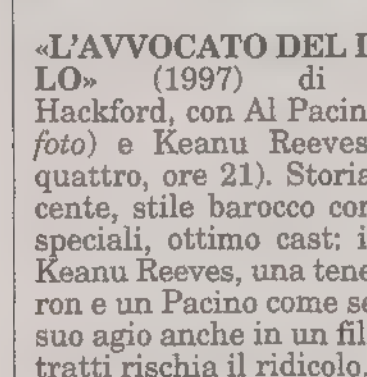 «L'AVVOCATO DEL
LO» (1997) di
Hackford, con Al Pacin
foto) e Keanu Reeves
quattro, ore 21). Storia
cente, stile barocco con
speciali, ottimo cast: i
Keanu Reeves, una tene
ron e un Pacino come se
suo agio anche in un fil
tratti rischia il ridicolo.